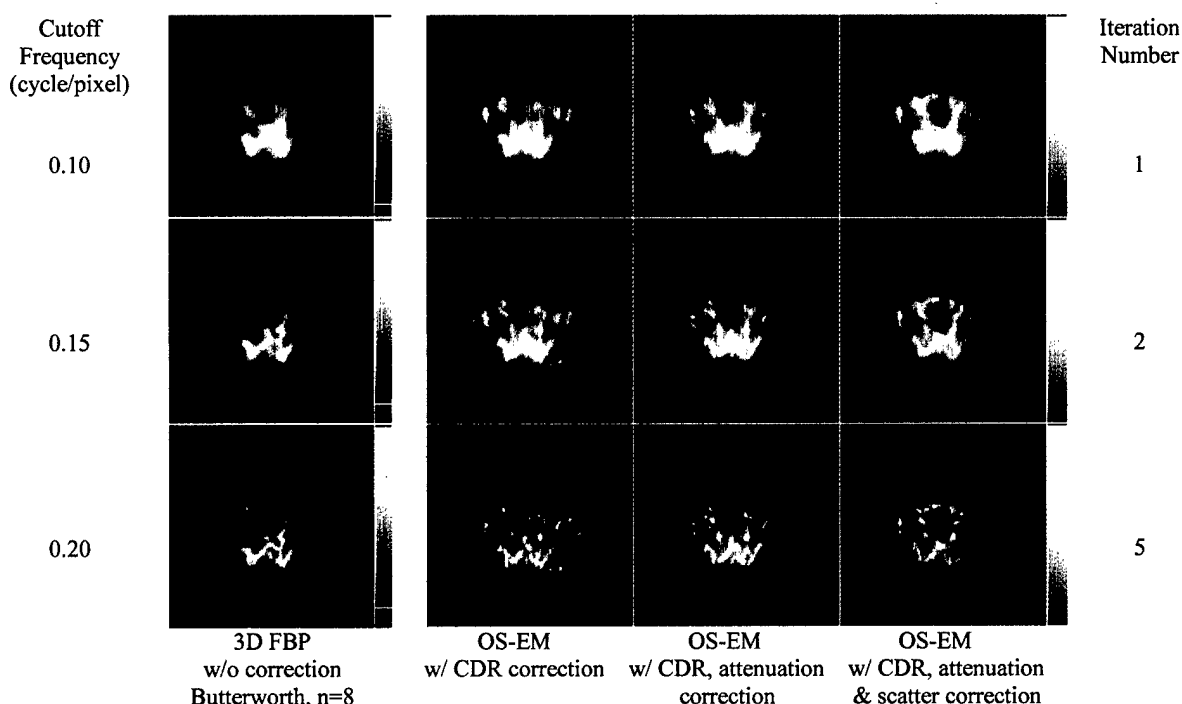 Cutoff
Frequency
(cycle/pixel)
0.10
0.15
0.20
Iteration
Number
1
2
5
3D FBP
w/o correction
Butterworth, n=8
OS-EM
w/ CDR correction
OS-EM
w/ CDR, attenuation
correction
OS-EM
w/ CDR, attenuation
& scatter correction